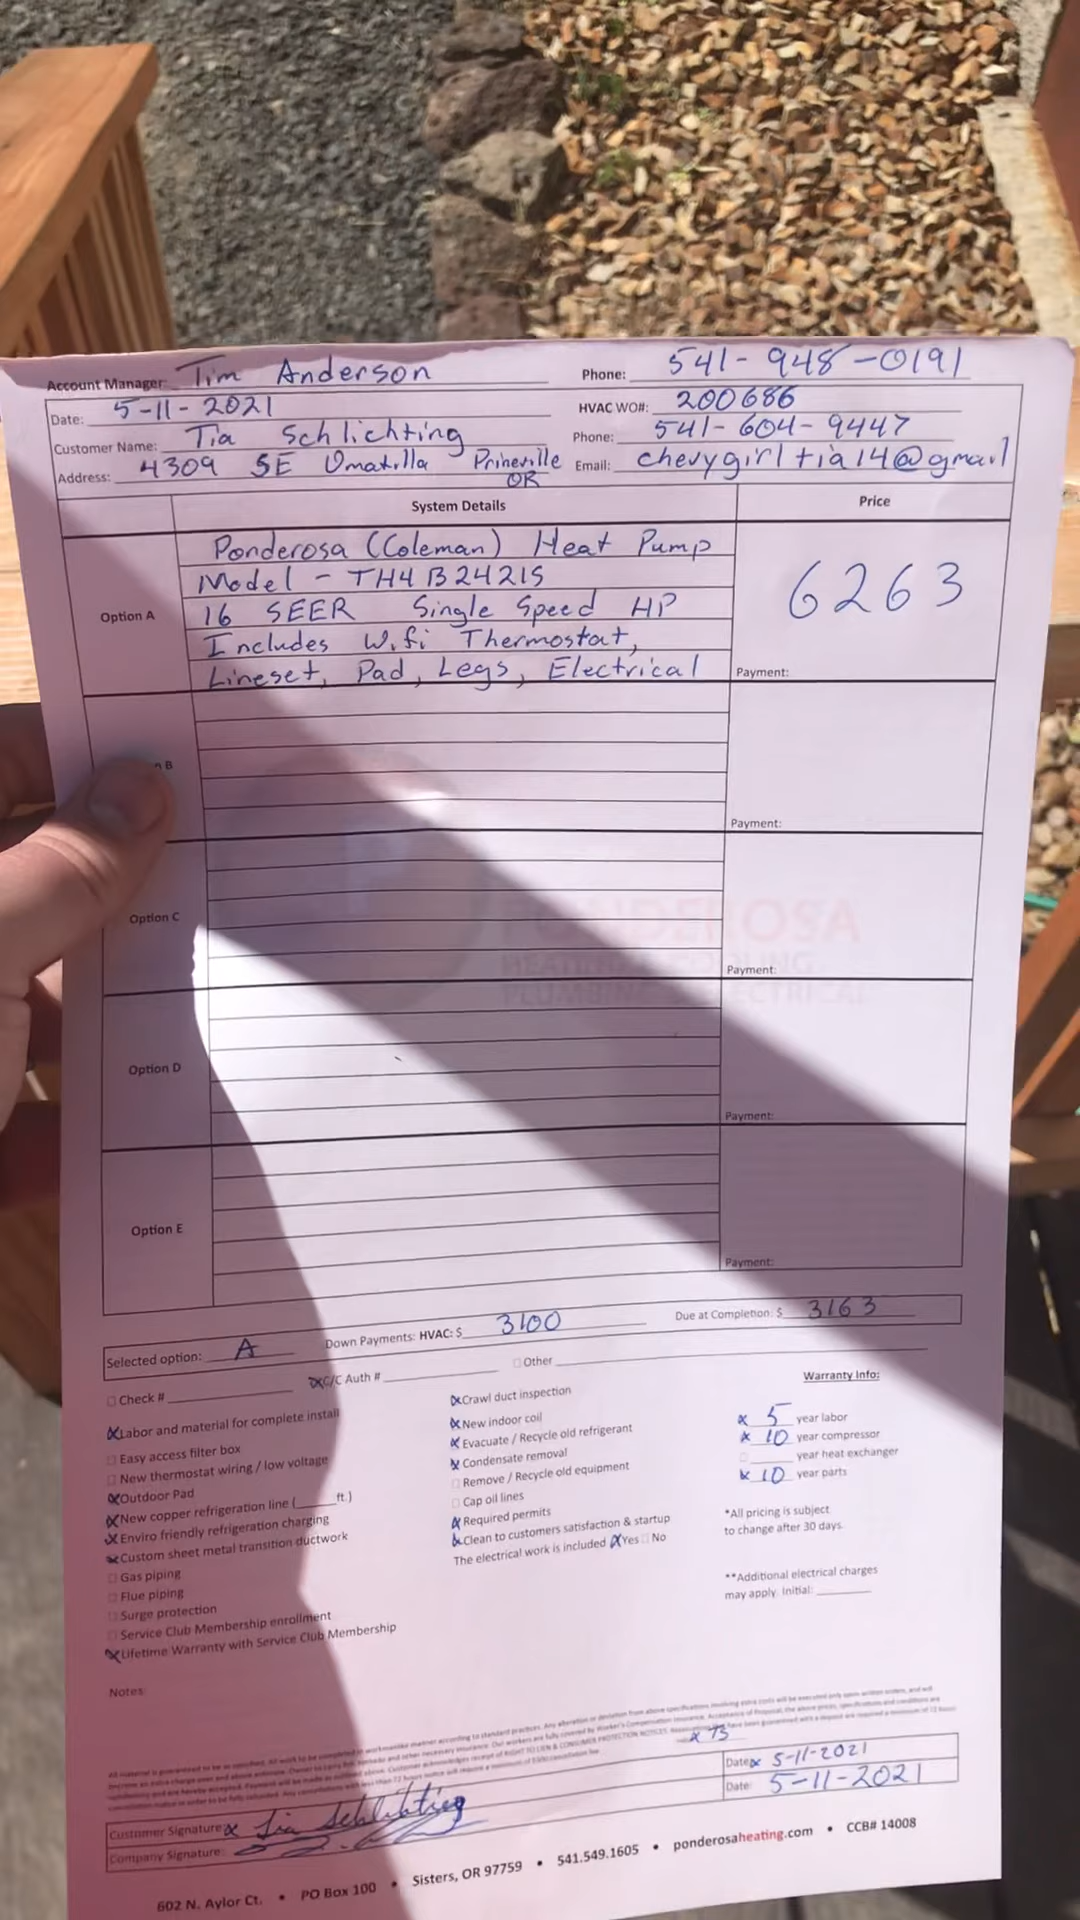 Account Manager: Tim Anderson Phone: 541-948-0191
Date: 5-11-2021 HVAC WO#: 200686
Customer Name: Tia Schlichting Phone: 541-604-9447
Address: 4309 SE Umatilla Prineville OR Email: chevygirltia14@gmail
System Details Price
Option A
Ponderosa (Coleman) Heat Pump
Model - TH4B2421S
16 SEER Single Speed HP
Includes Wifi Thermostat,
Lineset, Pad, Legs, Electrical
6263
Payment:
B
Payment:
Option C
Payment:
PONDEROSA
HEATING COOLING
PLUMBING ELECTRICAL
Option D
Payment:
Option E
Payment:
Selected option: A Down Payments: HVAC: $ 3100 Due at Completion: $ 3163
Check # C/C Auth # Other
Labor and material for complete install
Easy access filter box
New thermostat wiring / low voltage
Outdoor Pad
New copper refrigeration line ( ft.)
Enviro friendly refrigeration charging
Custom sheet metal transition ductwork
Gas piping
Flue piping
Surge protection
Service Club Membership enrollment
Lifetime Warranty with Service Club Membership
Crawl duct inspection
New indoor coil
Evacuate / Recycle old refrigerant
Condensate removal
Remove / Recycle old equipment
Cap oil lines
Required permits
Clean to customers satisfaction & startup
The electrical work is included Yes No
Warranty Info:
x 5 year labor
x 10 year compressor
year heat exchanger
x 10 year parts
*All pricing is subject
to change after 30 days.
**Additional electrical charges
may apply. Initial:
Notes:
Customer Signature: x Tia Schlichting Date: x 5-11-2021
Company Signature: Date: 5-11-2021
602 N. Aylor Ct. • PO Box 100 • Sisters, OR 97759 • 541.549.1605 • ponderosaheating.com • CCB# 14008